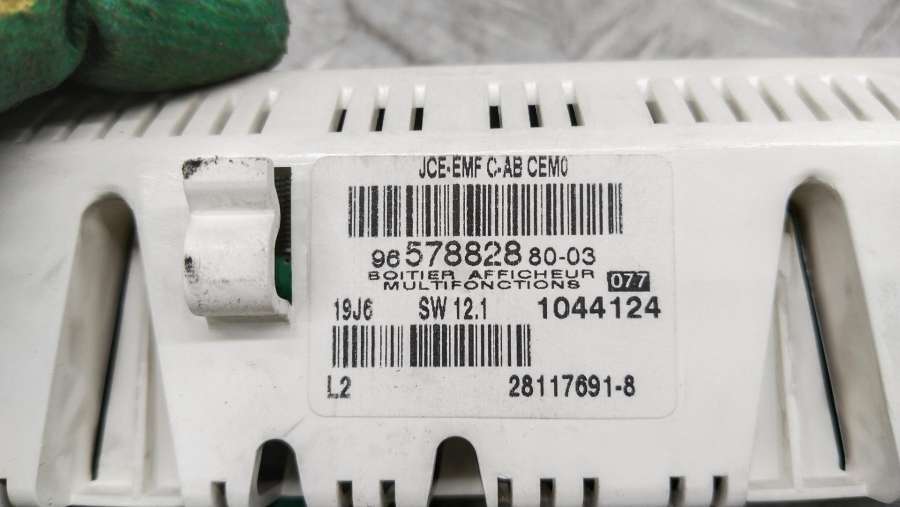 JCE-EMF C-AB CEM0
96 578828 80-03
BOITIER AFFICHEUR
MULTIFONCTIONS 077
19J6 SW 12.1 1044124
L2 28117691-8